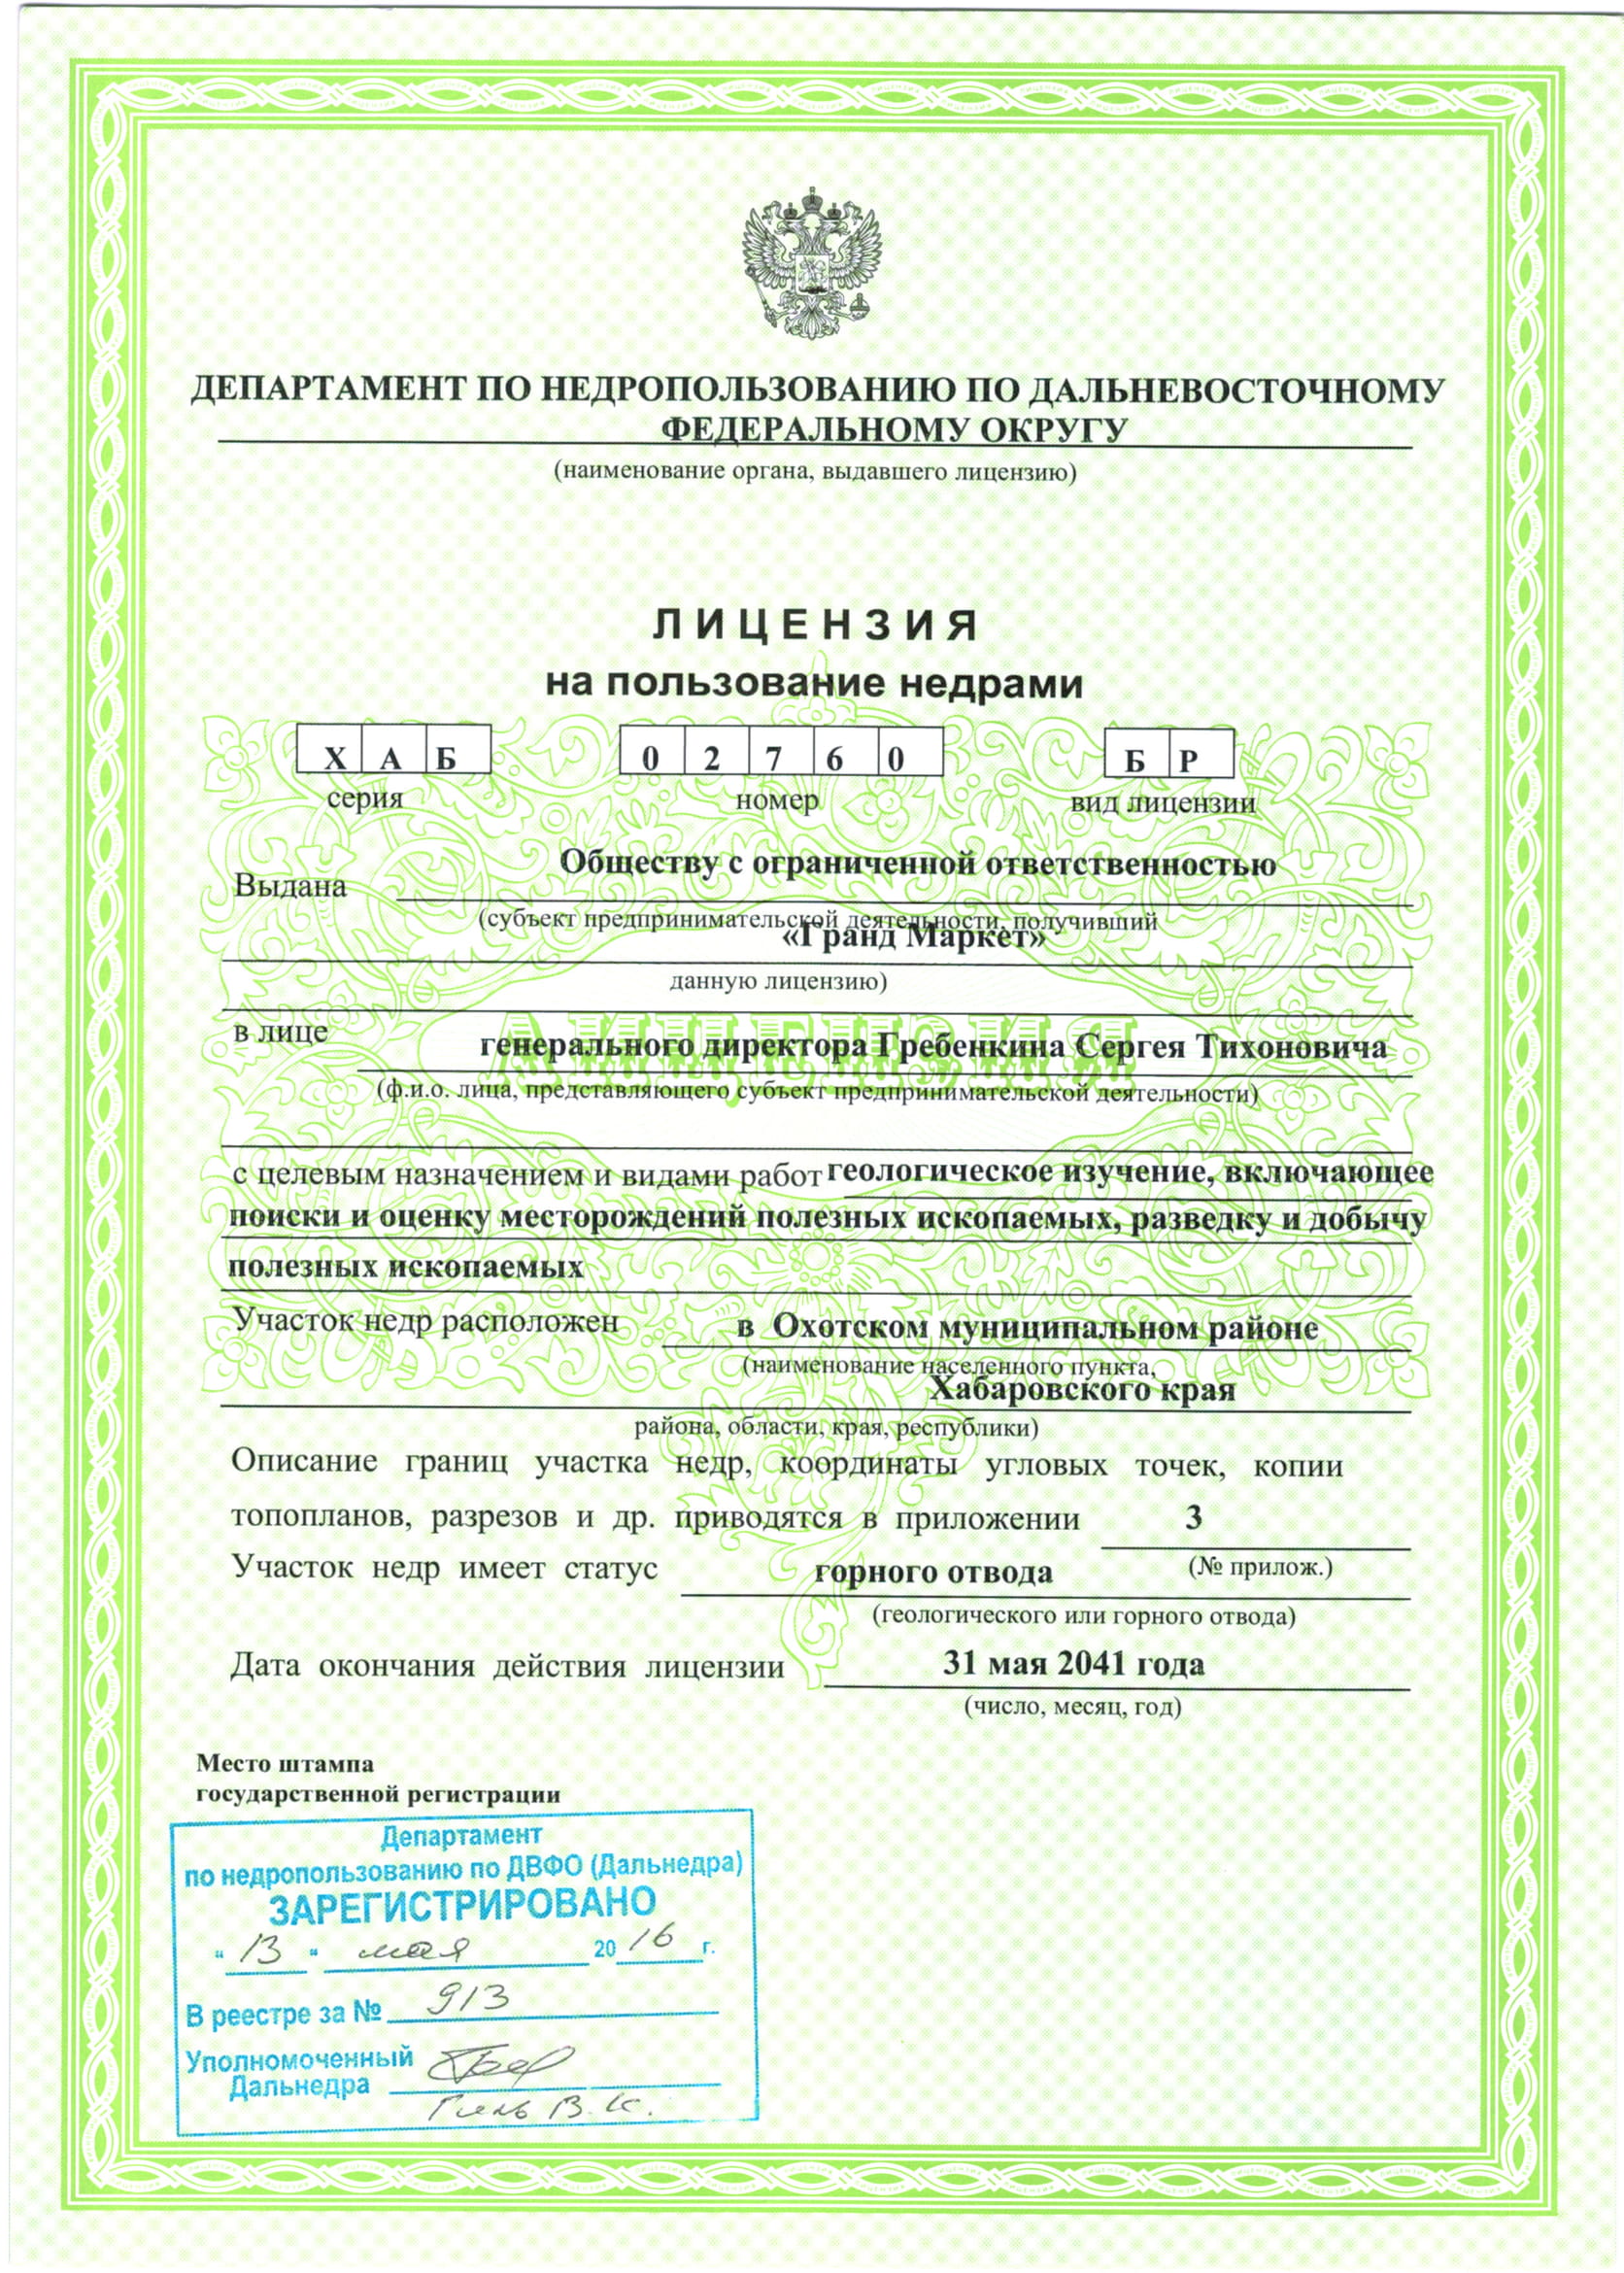 ДЕПАРТАМЕНТ ПО НЕДРОПОЛЬЗОВАНИЮ ПО ДАЛЬНЕВОСТОЧНОМУ
ФЕДЕРАЛЬНОМУ ОКРУГУ
(наименование органа, выдавшего лицензию)
ЛИЦЕНЗИЯ
на пользование недрами
Х А Б 0 2 7 6 0 Б Р
серия номер вид лицензии
Обществу с ограниченной ответственностью
Выдана
(субъект предпринимательской деятельности, получивший
«Гранд Маркет»
данную лицензию)
ЛИЦЕНЗИЯ
в лице генерального директора Гребенкина Сергея Тихоновича
(ф.и.о. лица, представляющего субъект предпринимательской деятельности)
с целевым назначением и видами работ геологическое изучение, включающее
поиски и оценку месторождений полезных ископаемых, разведку и добычу
полезных ископаемых
Участок недр расположен в Охотском муниципальном районе
(наименование населенного пункта,
Хабаровского края
района, области, края, республики)
Описание границ участка недр, координаты угловых точек, копии
топопланов, разрезов и др. приводятся в приложении 3
(№ прилож.)
Участок недр имеет статус горного отвода
(геологического или горного отвода)
Дата окончания действия лицензии 31 мая 2041 года
(число, месяц, год)
Место штампа
государственной регистрации
Департамент
по недропользованию по ДВФО (Дальнедра)
ЗАРЕГИСТРИРОВАНО
" 13 " мая 20 16 г.
В реестре за № 913
Уполномоченный
Дальнедра
Гиль В. К.